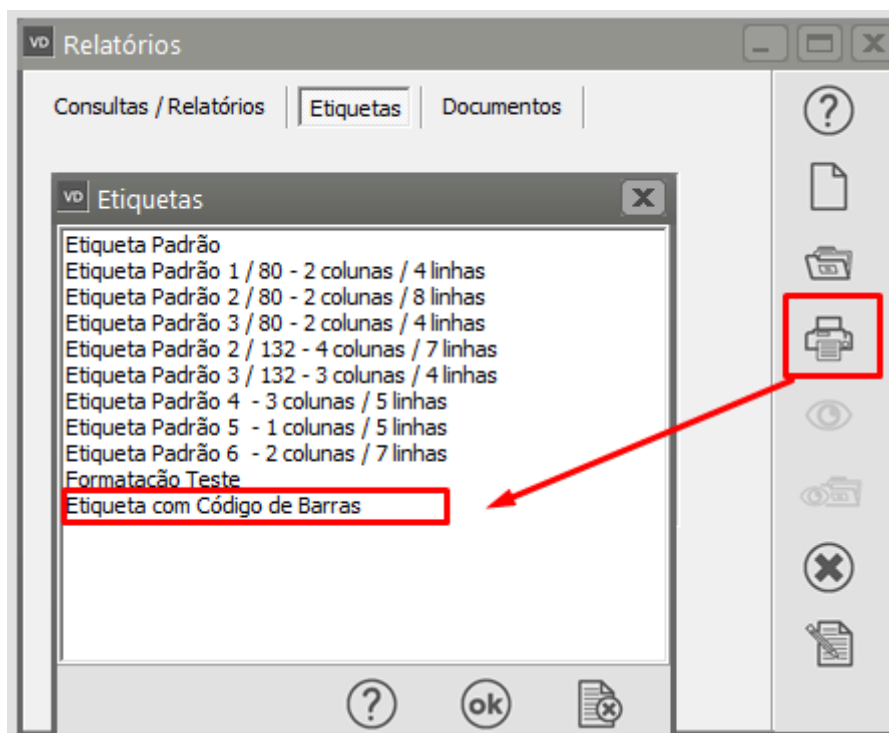 VD Relatórios
Consultas / Relatórios Etiquetas Documentos
VD Etiquetas
Etiqueta Padrão
Etiqueta Padrão 1 / 80 - 2 colunas / 4 linhas
Etiqueta Padrão 2 / 80 - 2 colunas / 8 linhas
Etiqueta Padrão 3 / 80 - 2 colunas / 4 linhas
Etiqueta Padrão 2 / 132 - 4 colunas / 7 linhas
Etiqueta Padrão 3 / 132 - 3 colunas / 4 linhas
Etiqueta Padrão 4 - 3 colunas / 5 linhas
Etiqueta Padrão 5 - 1 colunas / 5 linhas
Etiqueta Padrão 6 - 2 colunas / 7 linhas
Formatação Teste
Etiqueta com Código de Barras
? ok